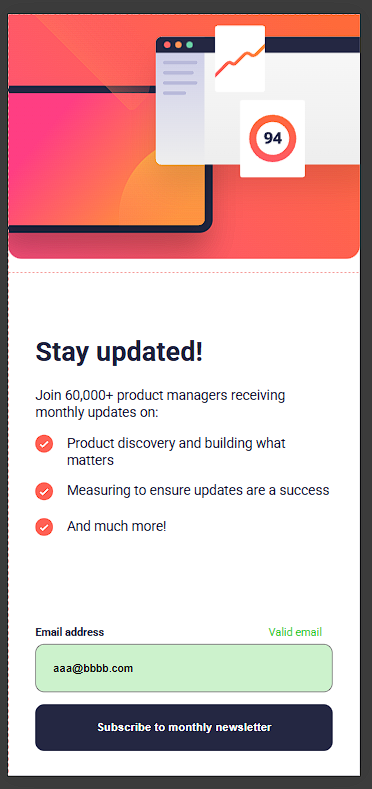 94
Stay updated!
Join 60,000+ product managers receiving
monthly updates on:
Product discovery and building what
matters
Measuring to ensure updates are a success
And much more!
Email address
Valid email
aaa@bbbb.com
Subscribe to monthly newsletter